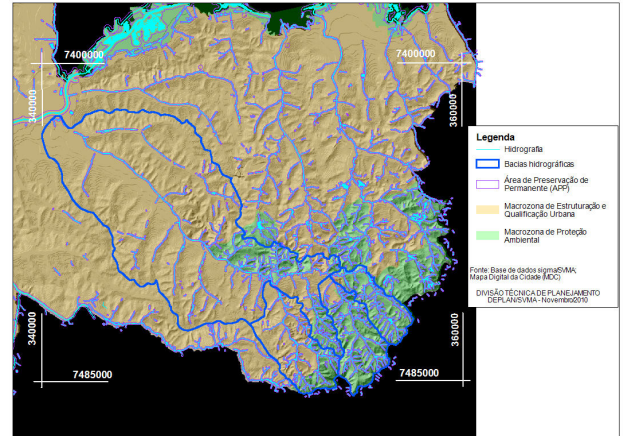 7400000
7400000
340000
360000
Legenda
Hidrografia
Bacias hidrográficas
Área de Preservação de
Permanente (APP)
Macrozona de Estruturação e
Qualificação Urbana
Macrozona de Proteção
Ambiental
Fonte: Base de dados sigma/SVMA;
Mapa Digital da Cidade (MDC)
DIVISÃO TÉCNICA DE PLANEJAMENTO
DEPLAN/SVMA - Novembro2010
340000
360000
7485000
7485000